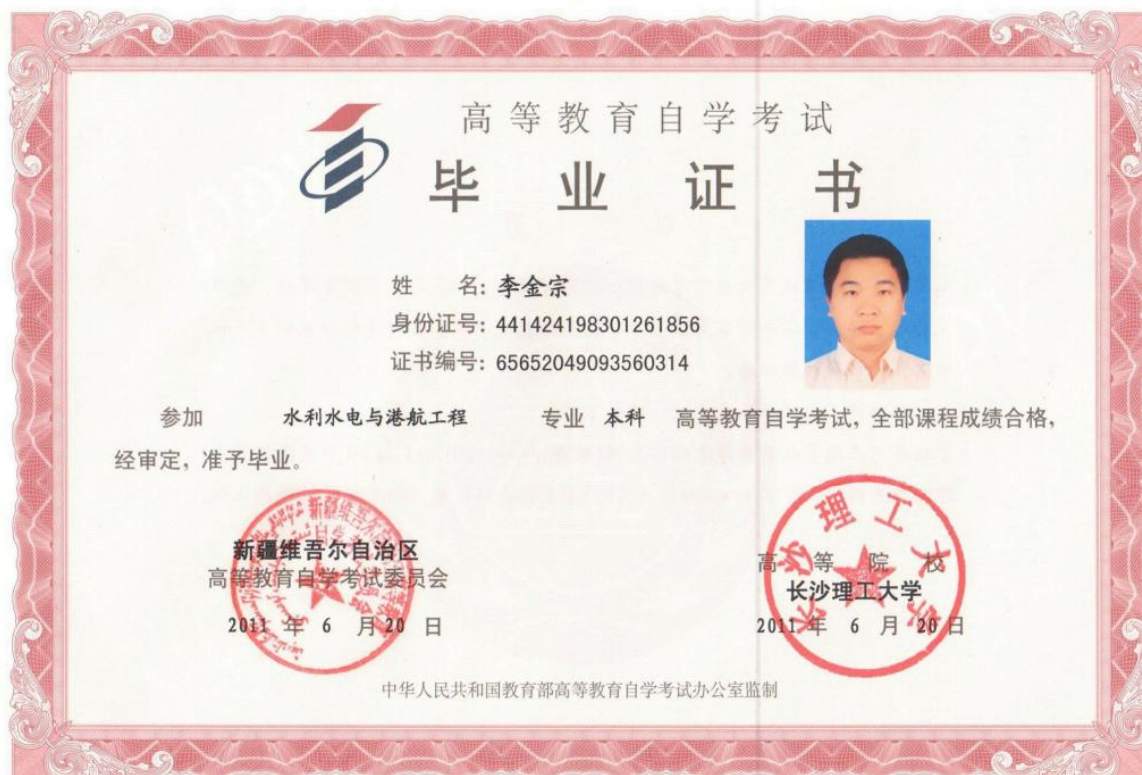 高等教育自学考试
毕业证书
姓 名: 李金宗
身份证号: 441424198301261856
证书编号: 65652049093560314
参加 水利水电与港航工程 专业 本科 高等教育自学考试, 全部课程成绩合格,
经审定, 准予毕业。
新疆维吾尔自治区
高等教育自学考试委员会
2011 年 6 月 20 日
长沙理工大学
高 等 院 校
长沙理工大学
2011 年 6 月 20 日
中华人民共和国教育部高等教育自学考试办公室监制